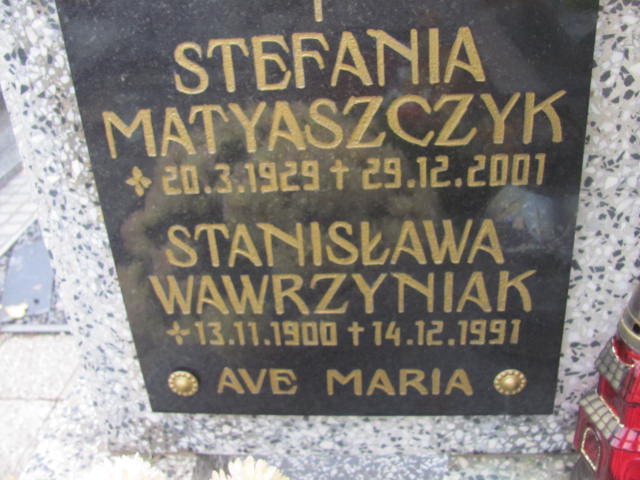 STEFANIA
MATYASZCZYK
20.3.1929 † 29.12.2001
STANISŁAWA
WAWRZYNIAK
13.11.1900 † 14.12.1991
AVE MARIA